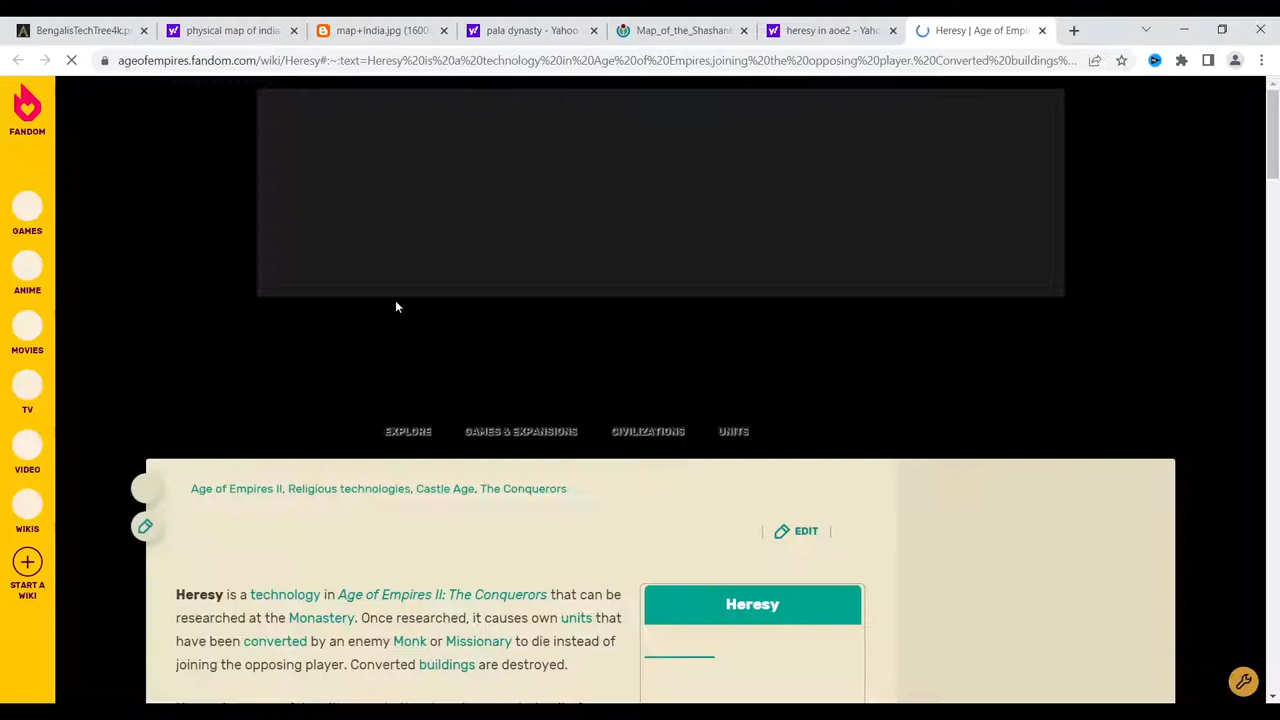 BengalisTechTree4k.p
physical map of india
map+India.jpg (1600
pala dynasty - Yahoo
Map_of_the_Shashank
heresy in aoe2 - Yaho
Heresy | Age of Empi
ageofempires.fandom.com/wiki/Heresy#:~:text=Heresy%20is%20a%20technology%20in%20Age%20of%20Empires,joining%20the%20opposing%20player.%20Converted%20buildings%...
FANDOM
GAMES
ANIME
MOVIES
TV
VIDEO
WIKIS
START A
WIKI
EXPLORE GAMES & EXPANSIONS CIVILIZATIONS UNITS
Age of Empires II, Religious technologies, Castle Age, The Conquerors
EDIT
Heresy is a technology in Age of Empires II: The Conquerors that can be
researched at the Monastery. Once researched, it causes own units that
have been converted by an enemy Monk or Missionary to die instead of
joining the opposing player. Converted buildings are destroyed.
Heresy